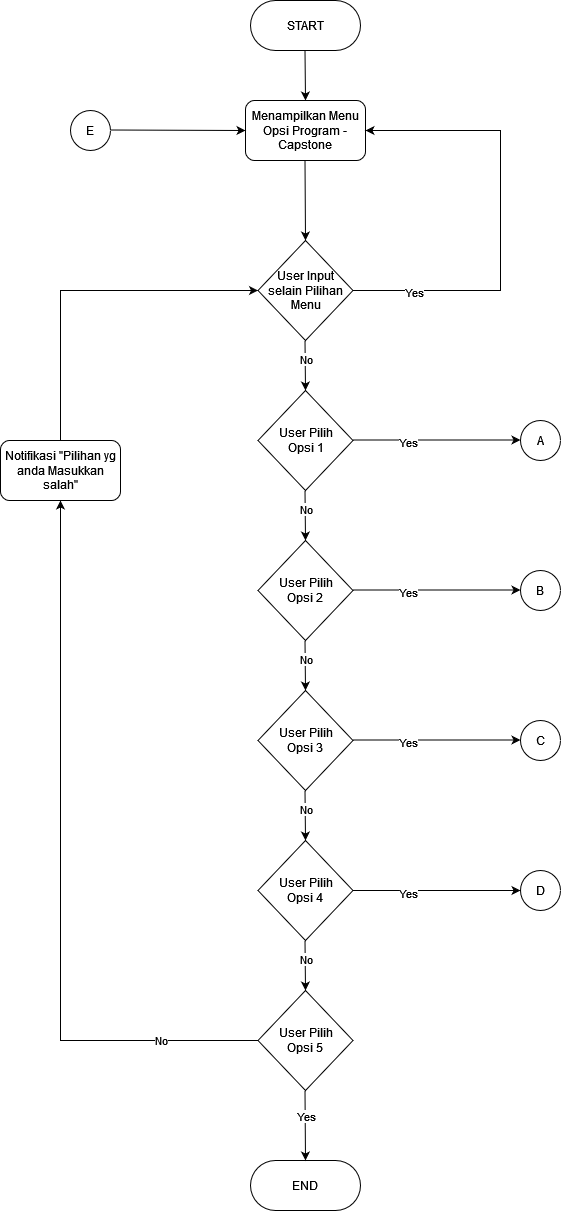 START
Menampilkan Menu
Opsi Program -
Capstone
E
User Input
selain Pilihan
Menu
Yes
No
Notifikasi "Pilihan yg
anda Masukkan
salah"
User Pilih
Opsi 1
Yes
A
No
User Pilih
Opsi 2
Yes
B
No
User Pilih
Opsi 3
Yes
C
No
User Pilih
Opsi 4
Yes
D
No
User Pilih
Opsi 5
No
Yes
END